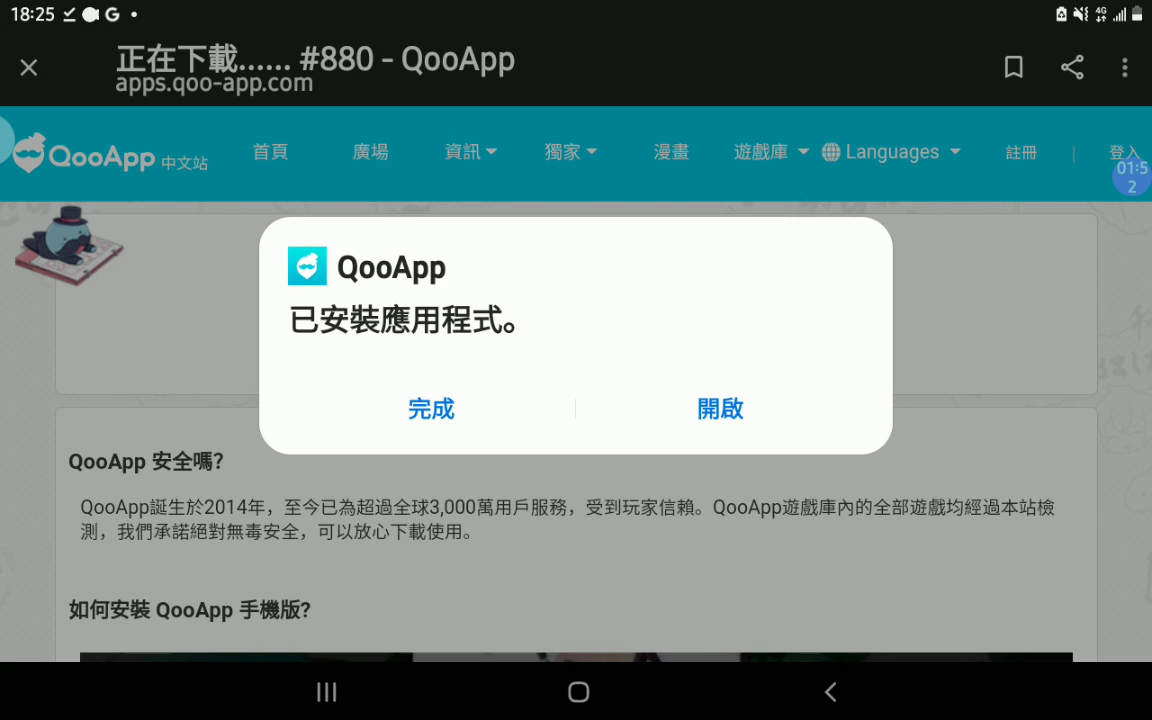 18:25
4G
正在下載…… #880 - QooApp
apps.qoo-app.com
QooApp 中文站
首頁
廣場
資訊
獨家
漫畫
遊戲庫
Languages
註冊
登入
01:5
2
QooApp
已安裝應用程式。
完成
開啟
QooApp 安全嗎?
QooApp誕生於2014年，至今已為超過全球3,000萬用戶服務，受到玩家信賴。QooApp遊戲庫內的全部遊戲均經過本站檢
測，我們承諾絕對無毒安全，可以放心下載使用。
如何安裝 QooApp 手機版?